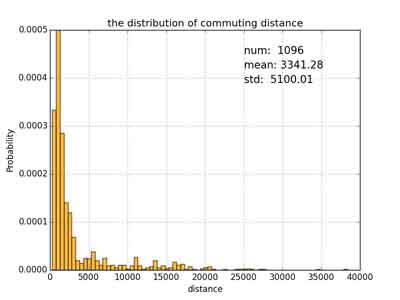 the distribution of commuting distance
num: 1096
mean: 3341.28
std: 5100.01
Probability
0.0005
0.0004
0.0003
0.0002
0.0001
0.0000
0 5000 10000 15000 20000 25000 30000 35000 40000
distance